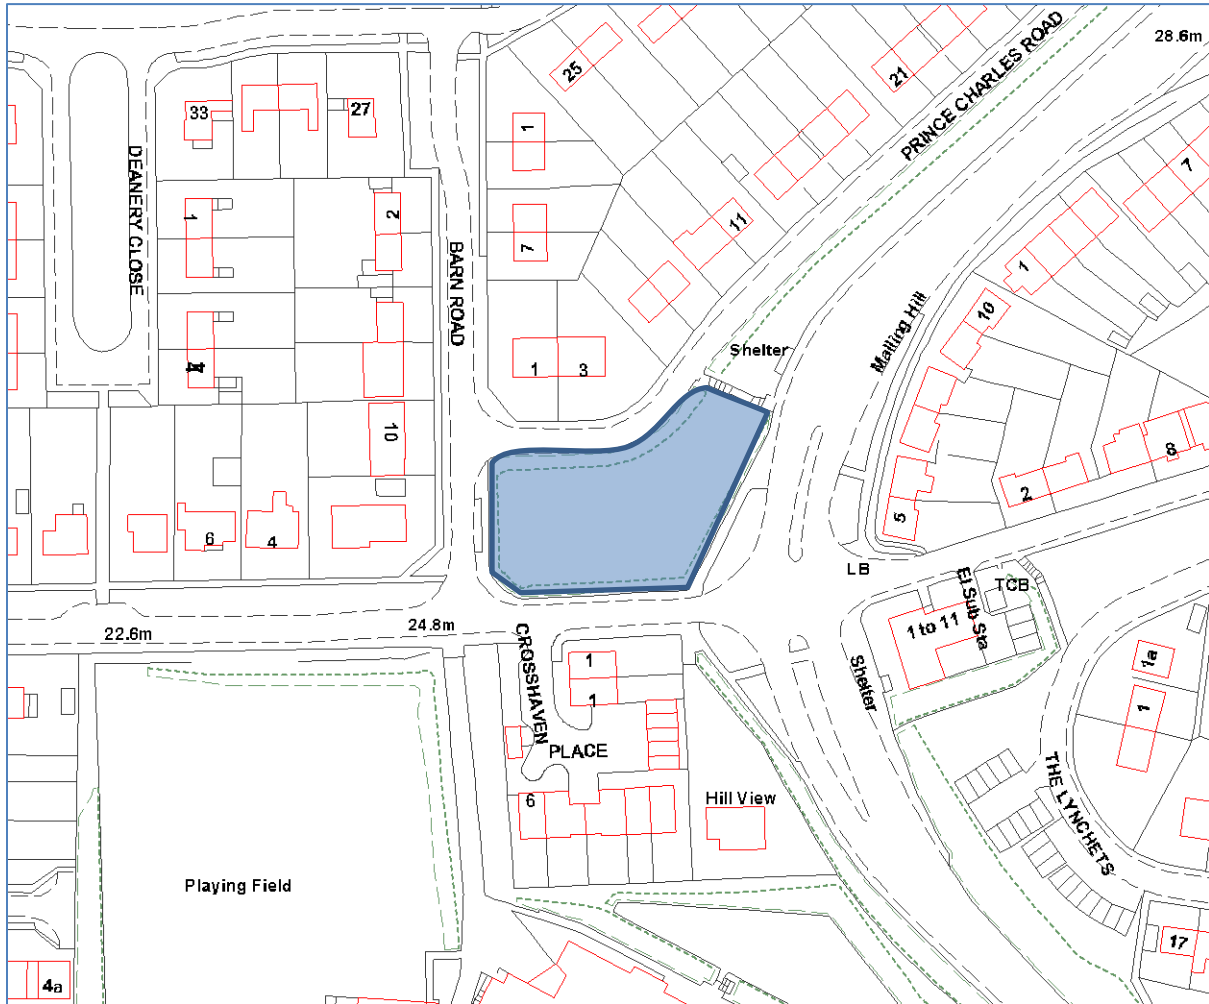 28.6m
PRINCE CHARLES ROAD
25
21
33
27
1
11
7
DEANERY CLOSE
1
2
7
BARN ROAD
1
10
Malling Hill
Shelter
1
3
10
8
2
5
6
4
LB
TCB
El Sub Sta
1 to 11
22.6m
24.8m
CROSSHAVEN
PLACE
1
1
Shelter
1a
1
6
Hill View
THE LYNCHETS
Playing Field
17
4a